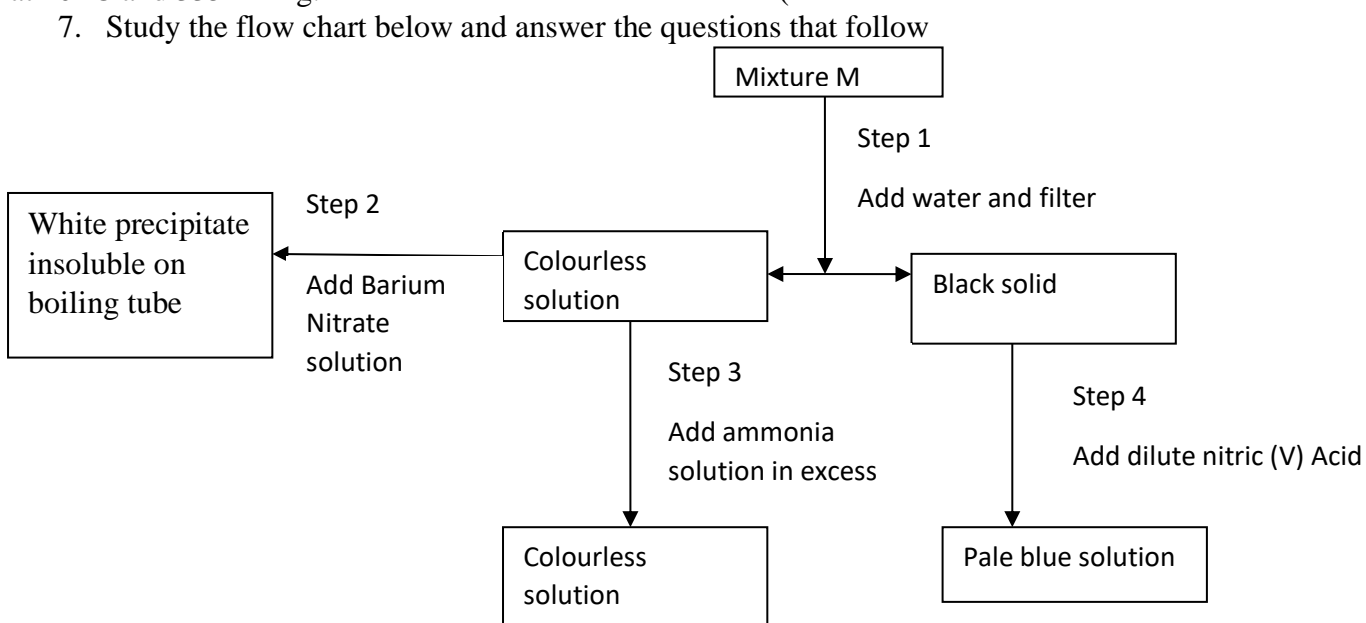 7. Study the flow chart below and answer the questions that follow
Mixture M
Step 1
Add water and filter
Step 2
Add Barium
Nitrate
solution
White precipitate
insoluble on
boiling tube
Colourless
solution
Black solid
Step 3
Add ammonia
solution in excess
Step 4
Add dilute nitric (V) Acid
Colourless
solution
Pale blue solution